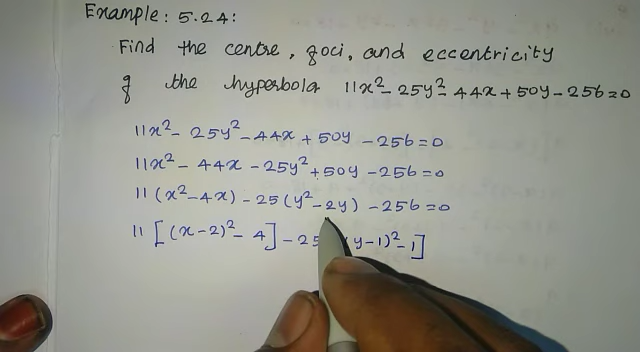 Example: 5.24:
Find the centre, foci, and eccentricity
of the hyperbola 11x² - 25y² - 44x + 50y - 256 = 0
11x² - 25y² - 44x + 50y - 256 = 0
11x² - 44x - 25y² + 50y - 256 = 0
11 (x² - 4x) - 25 (y² - 2y) - 256 = 0
11 [(x-2)² - 4] - 25 y-1)² - 1]